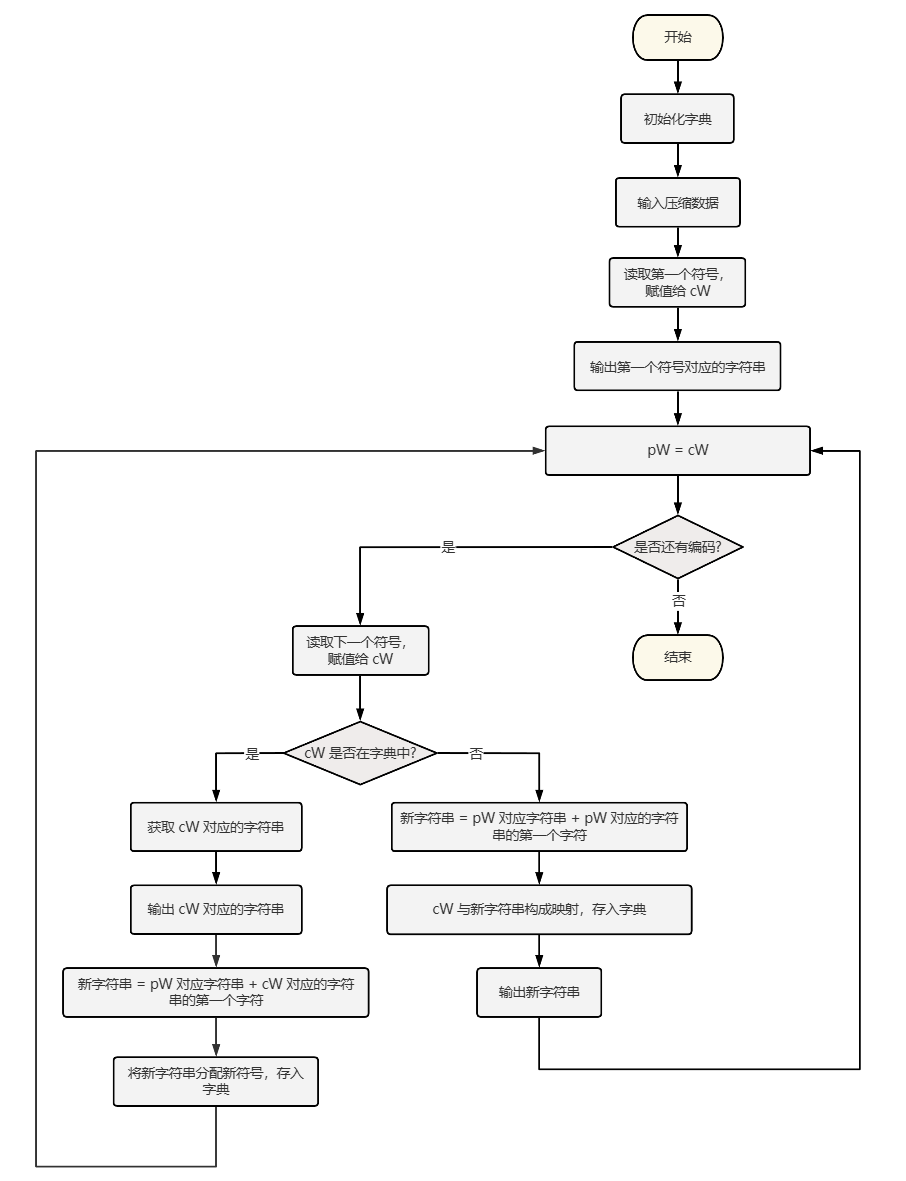 开始
初始化字典
输入压缩数据
读取第一个符号，
赋值给 cW
输出第一个符号对应的字符串
pW = cW
是否还有编码?
是
否
读取下一个符号，
赋值给 cW
结束
cW 是否在字典中?
是
否
获取 cW 对应的字符串
新字符串 = pW 对应字符串 + pW 对应的字符
串的第一个字符
输出 cW 对应的字符串
cW 与新字符串构成映射，存入字典
新字符串 = pW 对应字符串 + cW 对应的字符
串的第一个字符
输出新字符串
将新字符串分配新符号，存入
字典